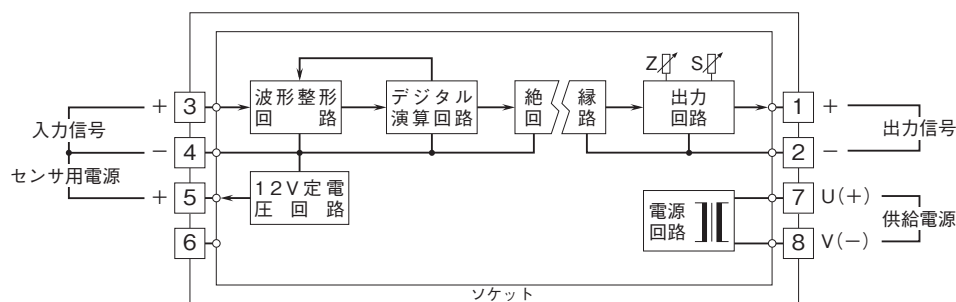 Z S
3 波形整形 デジタル 絶 縁 出力 1
回　路 演算回路 回 路 回路
+ +
入力信号 出力信号
− 4 2 −
センサ用電源
+ 5 12V定電 7 U(+)
圧 回 路 電源 供給電源
6 回路 8 V(−)
ソケット